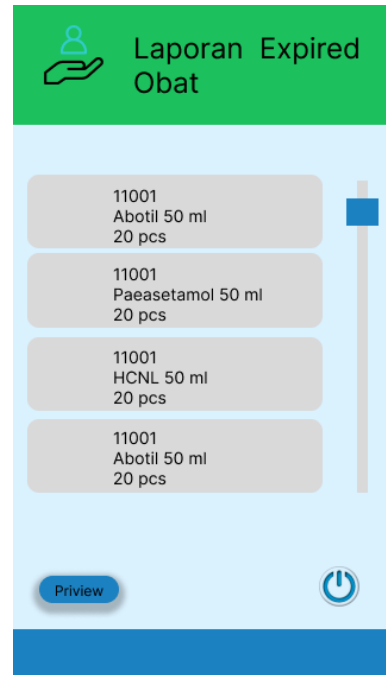 Laporan Expired
Obat
11001
Abotil 50 ml
20 pcs
11001
Paeasetamol 50 ml
20 pcs
11001
HCNL 50 ml
20 pcs
11001
Abotil 50 ml
20 pcs
Priview